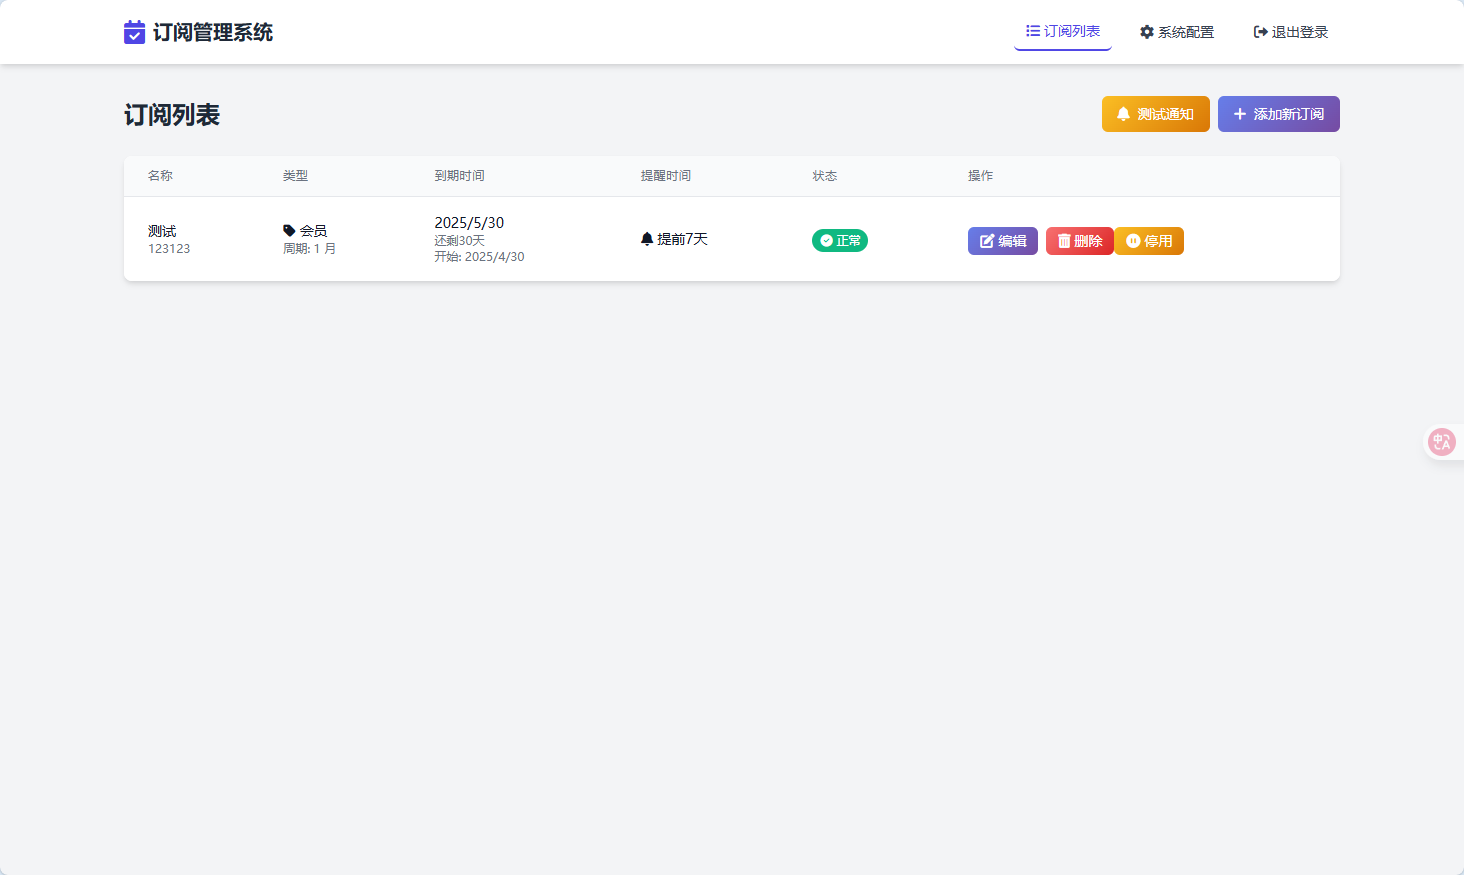 订阅管理系统
订阅列表
系统配置
退出登录
订阅列表
测试通知
添加新订阅
名称 类型 到期时间 提醒时间 状态 操作
测试
123123
会员
周期: 1 月
2025/5/30
还剩30天
开始: 2025/4/30
提前7天
正常
编辑 删除 停用
中 A